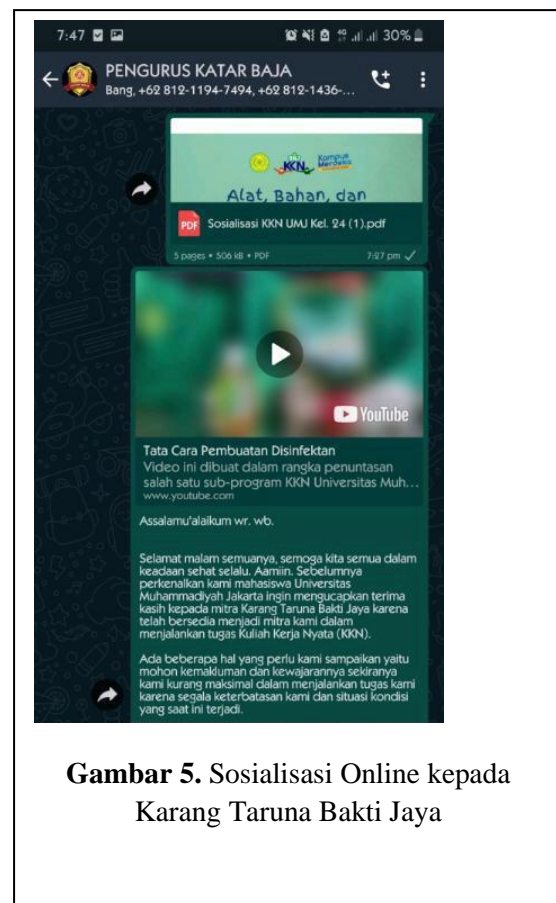 7:47
4G 30%
PENGURUS KATAR BAJA
Bang, +62 812-1194-7494, +62 812-1436-...
KKN
Kampus
Merdeka
Alat, Bahan, dan
PDF
Sosialisasi KKN UMJ Kel. 24 (1).pdf
5 pages • 506 kB • PDF
7:27 pm
YouTube
Tata Cara Pembuatan Disinfektan
Video ini dibuat dalam rangka penuntasan
salah satu sub-program KKN Universitas Muh...
www.youtube.com
Assalamu'alaikum wr. wb.
Selamat malam semuanya, semoga kita semua dalam
keadaan sehat selalu. Aamiin. Sebelumnya
perkenalkan kami mahasiswa Universitas
Muhammadiyah Jakarta ingin mengucapkan terima
kasih kepada mitra Karang Taruna Bakti Jaya karena
telah bersedia menjadi mitra kami dalam
menjalankan tugas Kuliah Kerja Nyata (KKN).
Ada beberapa hal yang perlu kami sampaikan yaitu
mohon kemakluman dan kewajarannya sekiranya
kami kurang maksimal dalam menjalankan tugas kami
karena segala keterbatasan kami dan situasi kondisi
yang saat ini terjadi.
Gambar 5. Sosialisasi Online kepada
Karang Taruna Bakti Jaya